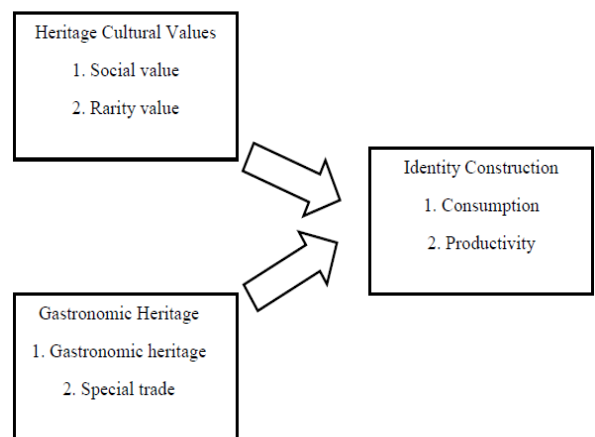 Heritage Cultural Values
1. Social value
2. Rarity value
Identity Construction
1. Consumption
2. Productivity
Gastronomic Heritage
1. Gastronomic heritage
2. Special trade